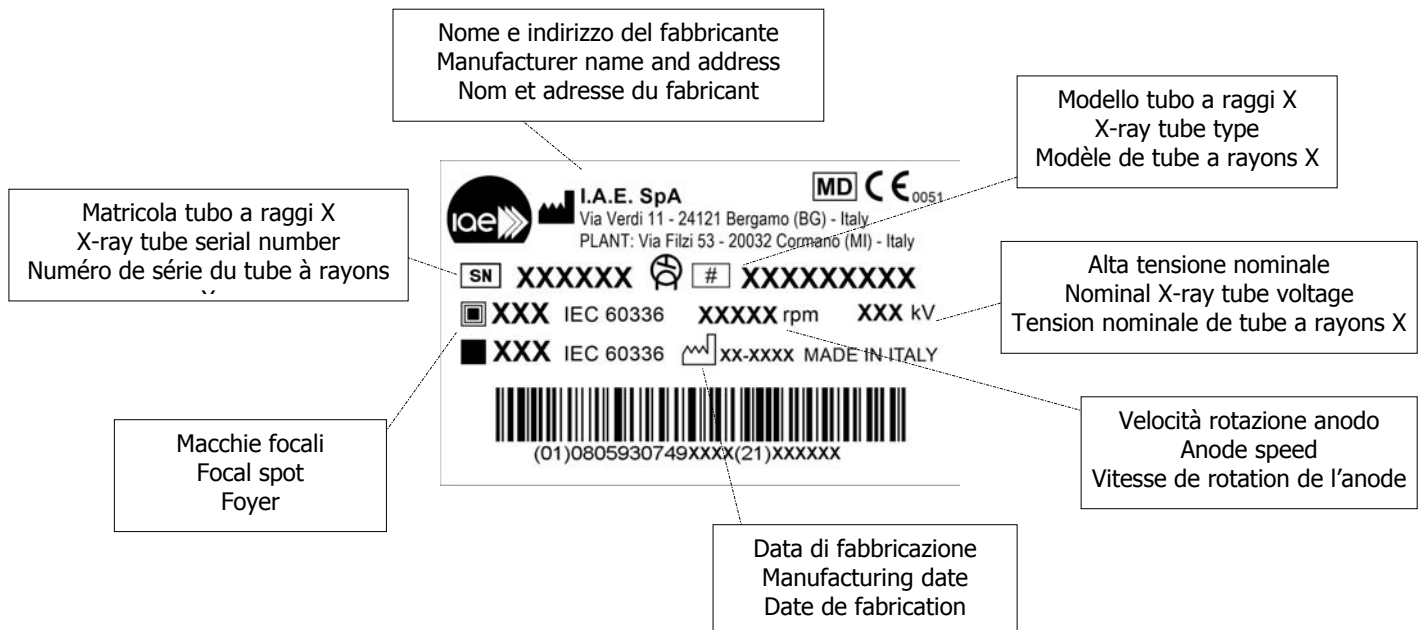 Nome e indirizzo del fabbricante
Manufacturer name and address
Nom et adresse du fabricant
Modello tubo a raggi X
X-ray tube type
Modèle de tube a rayons X
Matricola tubo a raggi X
X-ray tube serial number
Numéro de série du tube à rayons
iae
I.A.E. SpA
MD CE 0051
Via Verdi 11 - 24121 Bergamo (BG) - Italy
PLANT: Via Filzi 53 - 20032 Cormano (MI) - Italy
SN XXXXXX # XXXXXXXXX
XXX IEC 60336 XXXXX rpm XXX kV
XXX IEC 60336 XX-XXXX MADE IN ITALY
(01)0805930749XXXX(21)XXXXXX
Alta tensione nominale
Nominal X-ray tube voltage
Tension nominale de tube a rayons X
Macchie focali
Focal spot
Foyer
Velocità rotazione anodo
Anode speed
Vitesse de rotation de l’anode
Data di fabbricazione
Manufacturing date
Date de fabrication